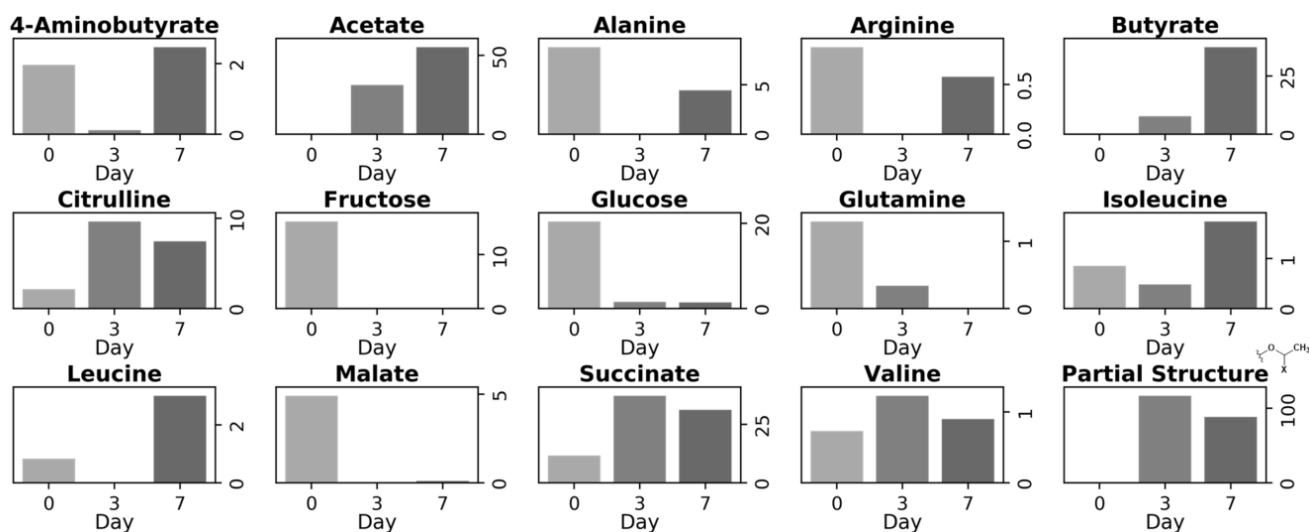 4-Aminobutyrate Acetate Alanine Arginine Butyrate
2 50 5 0.5 25
0 0 0 0.0 0
0 3 7 0 3 7 0 3 7 0 3 7 0 3 7
Day Day Day Day Day
Citrulline Fructose Glucose Glutamine Isoleucine
10 10 20 1 1
0 0 0 0 0
0 3 7 0 3 7 0 3 7 0 3 7 0 3 7
Day Day Day Day Day
O CH3
X
Leucine Malate Succinate Valine Partial Structure
2 5 25 1 100
0 0 0 0 0
0 3 7 0 3 7 0 3 7 0 3 7 0 3 7
Day Day Day Day Day